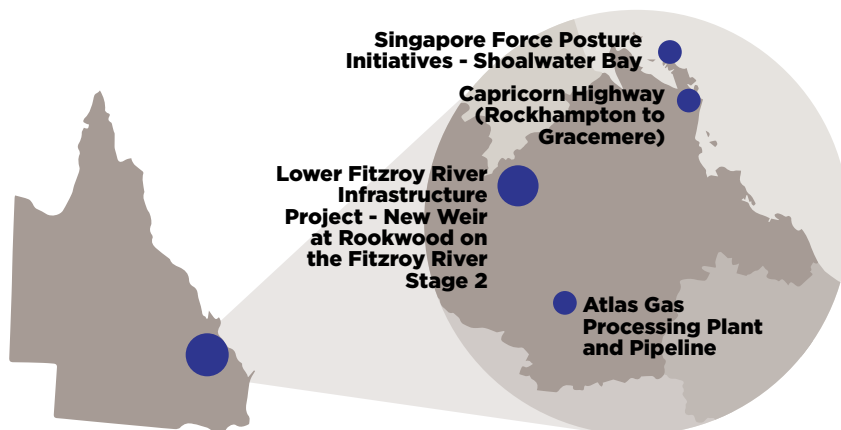 Singapore Force Posture
Initiatives - Shoalwater Bay
Capricorn Highway
(Rockhampton to
Gracemere)
Lower Fitzroy River
Infrastructure
Project - New Weir
at Rookwood on
the Fitzroy River
Stage 2
Atlas Gas
Processing Plant
and Pipeline